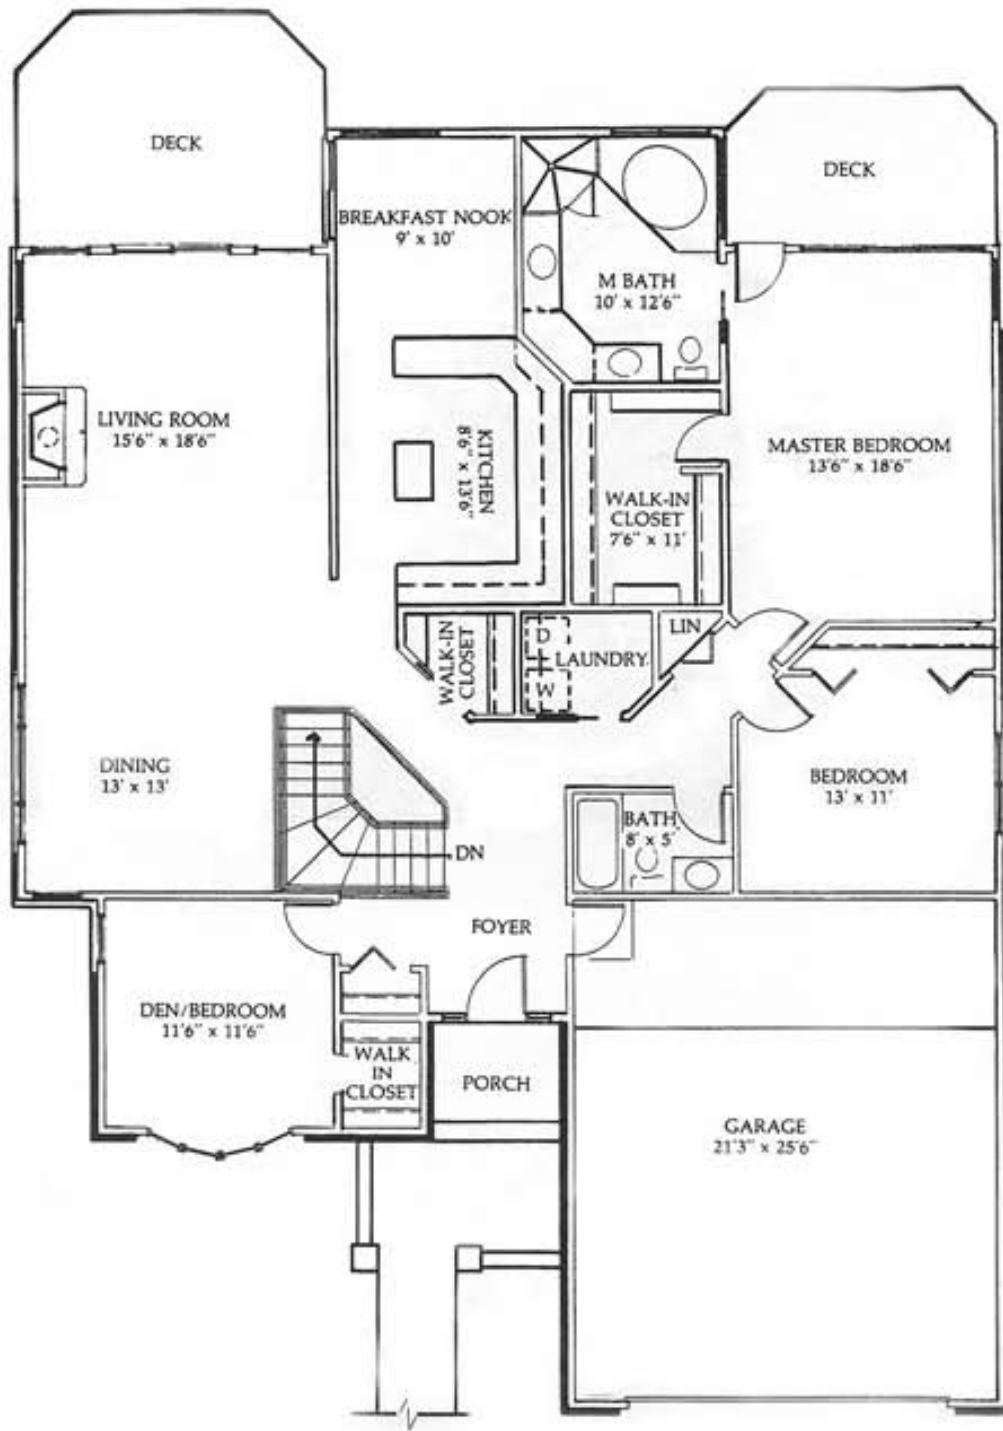 DECK
DECK
BREAKFAST NOOK
9' x 10'
M BATH
10' x 12'6"
LIVING ROOM
15'6" x 18'6"
KITCHEN
8'6" x 13'6"
MASTER BEDROOM
13'6" x 18'6"
WALK-IN
CLOSET
7'6" x 11'
WALK-IN
CLOSET
D
W
LAUNDRY
LIN
DINING
13' x 13'
BEDROOM
13' x 11'
BATH
8' x 5'
DN
FOYER
DEN/BEDROOM
11'6" x 11'6"
WALK
IN
CLOSET
PORCH
GARAGE
21'3" x 25'6"